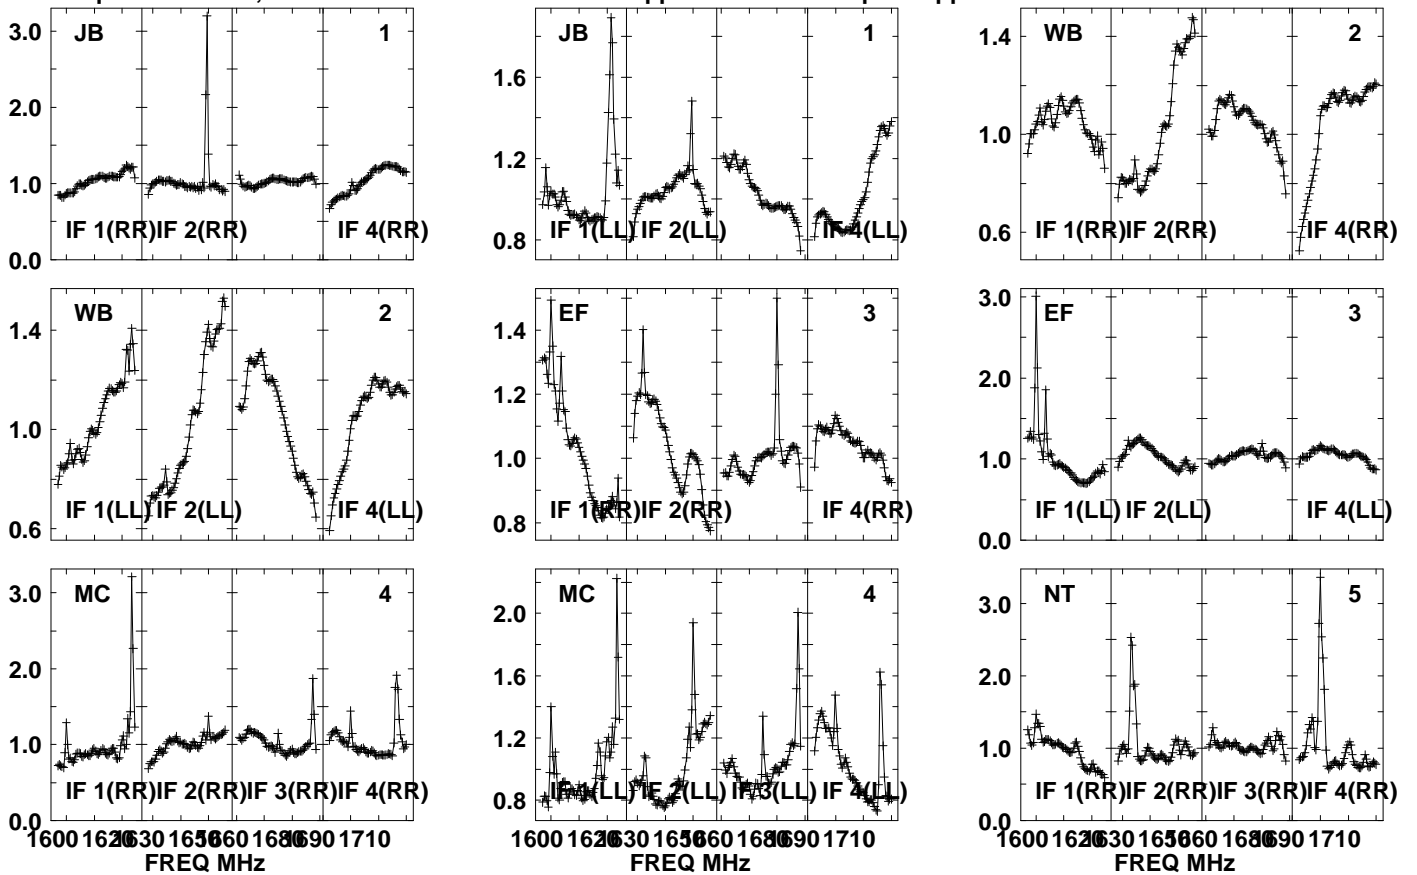 JB 1
3.0
2.0
1.0
0.0
IF 1(RR) IF 2(RR) IF 4(RR)
JB 1
1.6
1.2
0.8
IF 1(LL) IF 2(LL) IF 4(LL)
WB 2
1.4
1.0
0.6
IF 1(RR) IF 2(RR) IF 4(RR)
WB 2
1.4
1.0
0.6
IF 1(LL) IF 2(LL) IF 4(LL)
EF 3
1.4
1.2
1.0
0.8
IF 1(RR) IF 2(RR) IF 4(RR)
EF 3
3.0
2.0
1.0
0.0
IF 1(LL) IF 2(LL) IF 4(LL)
MC 4
3.0
2.0
1.0
0.0
IF 1(RR) IF 2(RR) IF 3(RR) IF 4(RR)
1600 1620 1630 1650 1660 1680 1690 1710
FREQ MHz
MC 4
2.0
1.6
1.2
0.8
IF 1(LL) IF 2(LL) IF 3(LL) IF 4(LL)
1600 1620 1630 1650 1660 1680 1690 1710
NT 5
3.0
2.0
1.0
0.0
IF 1(RR) IF 2(RR) IF 3(RR) IF 4(RR)
1600 1620 1630 1650 1660 1680 1690 1710
FREQ MHz